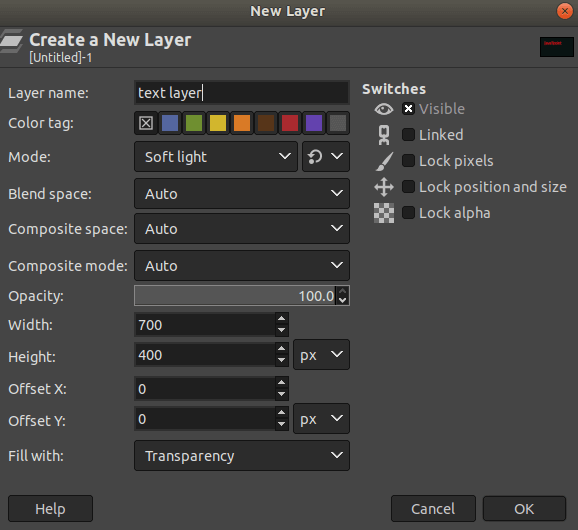 New Layer
Create a New Layer
[Untitled]-1
Layer name: text layer
Color tag:
Mode: Soft light
Blend space: Auto
Composite space: Auto
Composite mode: Auto
Opacity: 100.0
Width: 700
Height: 400 px
Offset X: 0
Offset Y: 0 px
Fill with: Transparency
Switches
Visible
Linked
Lock pixels
Lock position and size
Lock alpha
Help Cancel OK